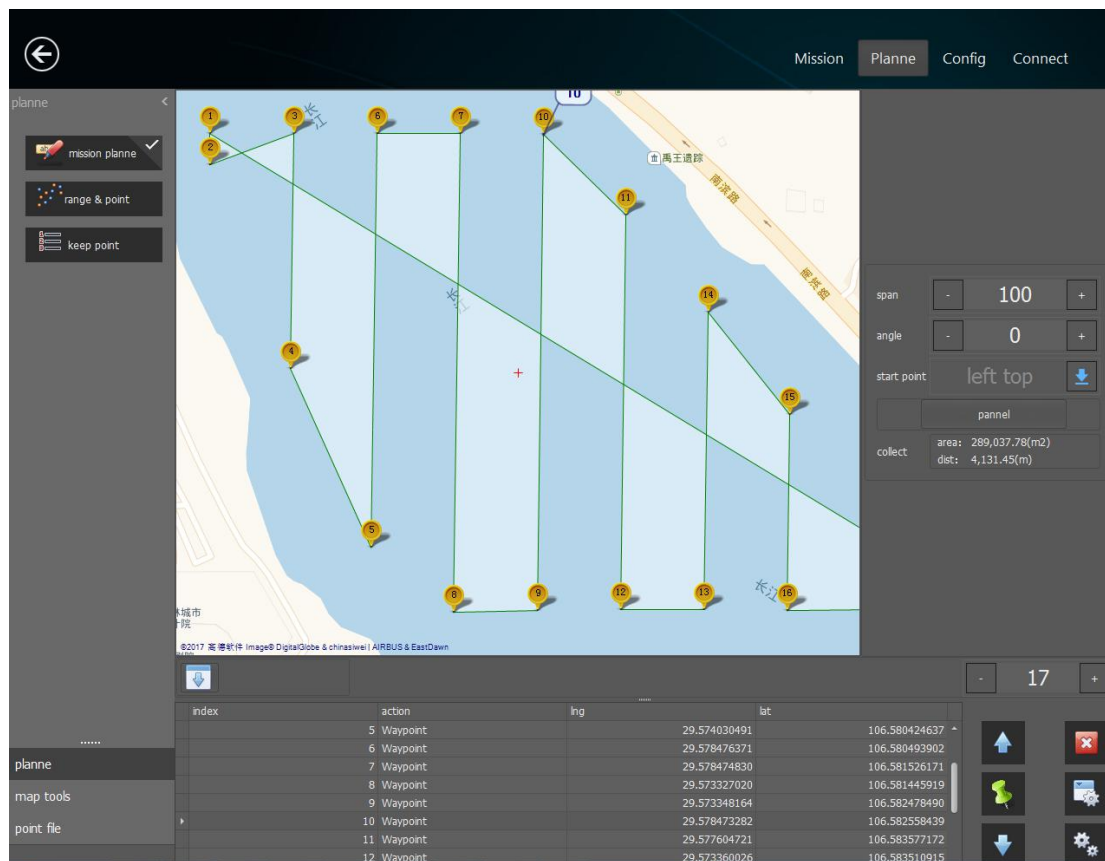 Mission Planne Config Connect
planne
mission planne
range & point
keep point
planne
map tools
point file
10
1
2
3
4
5
6
7
8
9
10
11
12
13
14
15
16
长江
长江
长江
禹王遗踪
南滨路
南滨路
城市
院
©2017 高德软件 Image© DigitalGlobe & chinasiwei | AIRBUS & EastDawn
span - 100 +
angle - 0 +
start point left top
pannel
collect
area: 289,037.78(m2)
dist: 4,131.45(m)
- 17 +
index action lng lat
5 Waypoint 29.574030491 106.580424637
6 Waypoint 29.578476371 106.580493902
7 Waypoint 29.578474830 106.581526171
8 Waypoint 29.573327020 106.581445919
9 Waypoint 29.573348164 106.582478490
10 Waypoint 29.578473282 106.582558439
11 Waypoint 29.577604721 106.583577172
12 Waypoint 29.573360026 106.583510915